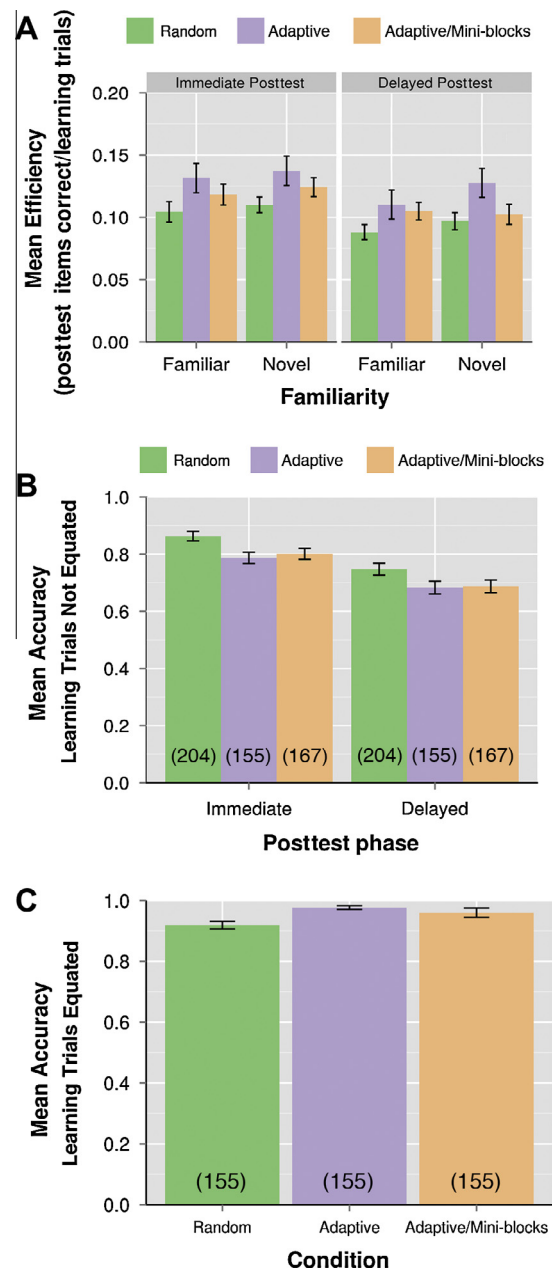 A
Random Adaptive Adaptive/Mini-blocks
Immediate Posttest Delayed Posttest
Mean Efficiency
(posttest items correct/learning trials)
0.20
0.15
0.10
0.05
0.00
Familiar Novel Familiar Novel
Familiarity
B
Random Adaptive Adaptive/Mini-blocks
Mean Accuracy
Learning Trials Not Equated
1.0
0.8
0.6
0.4
0.2
0.0
(204) (155) (167) (204) (155) (167)
Immediate Delayed
Posttest phase
C
Mean Accuracy
Learning Trials Equated
1.0
0.8
0.6
0.4
0.2
0.0
(155) (155) (155)
Random Adaptive Adaptive/Mini-blocks
Condition